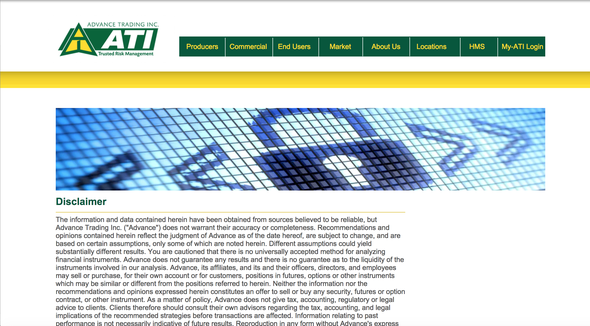 ADVANCE TRADING INC.
ATI
Trusted Risk Management
Producers Commercial End Users Market About Us Locations HMS My-ATI Login
Disclaimer
The information and data contained herein have been obtained from sources believed to be reliable, but
Advance Trading Inc. ("Advance") does not warrant their accuracy or completeness. Recommendations and
opinions contained herein reflect the judgment of Advance as of the date hereof, are subject to change, and are
based on certain assumptions, only some of which are noted herein. Different assumptions could yield
substantially different results. You are cautioned that there is no universally accepted method for analyzing
financial instruments. Advance does not guarantee any results and there is no guarantee as to the liquidity of the
instruments involved in our analysis. Advance, its affiliates, and its and their officers, directors, and employees
may sell or purchase, for their own account or for customers, positions in futures, options or other instruments
which may be similar or different from the positions referred to herein. Neither the information nor the
recommendations and opinions expressed herein constitutes an offer to sell or buy any security, futures or option
contract, or other instrument. As a matter of policy, Advance does not give tax, accounting, regulatory or legal
advice to clients. Clients therefore should consult their own advisors regarding the tax, accounting, and legal
implications of the recommended strategies before transactions are affected. Information relating to past
performance is not necessarily indicative of future results. Reproduction in any form without Advance's express